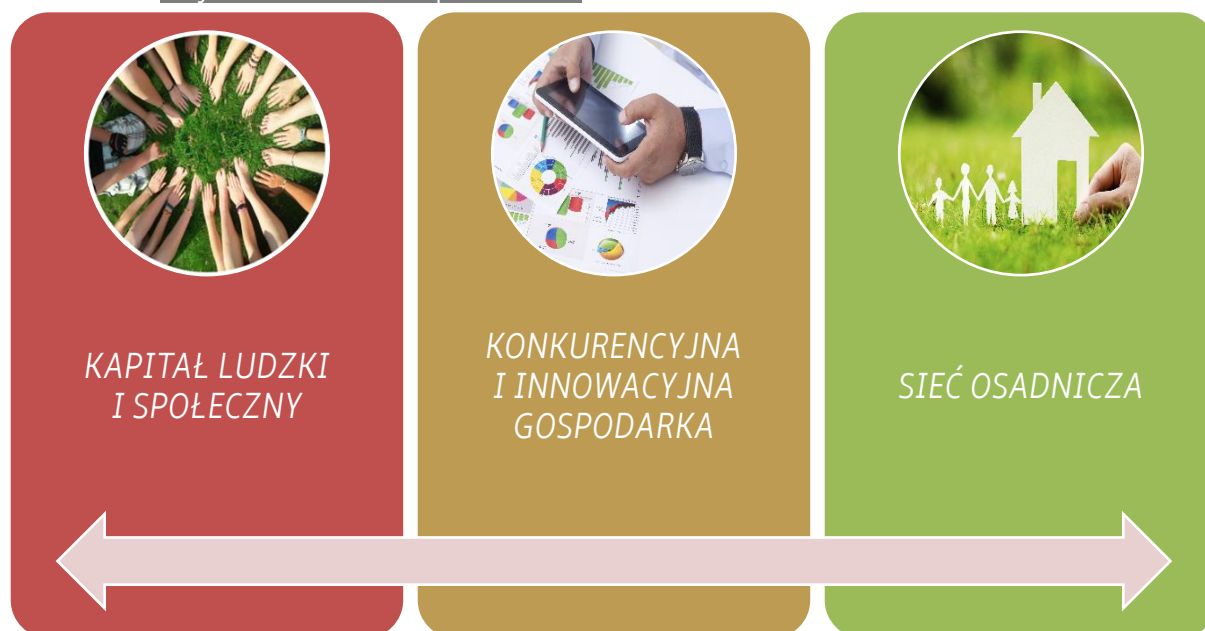 KAPITAŁ LUDZKI
I SPOŁECZNY
KONKURENCYJNA
I INNOWACYJNA
GOSPODARKA
SIEĆ OSADNICZA